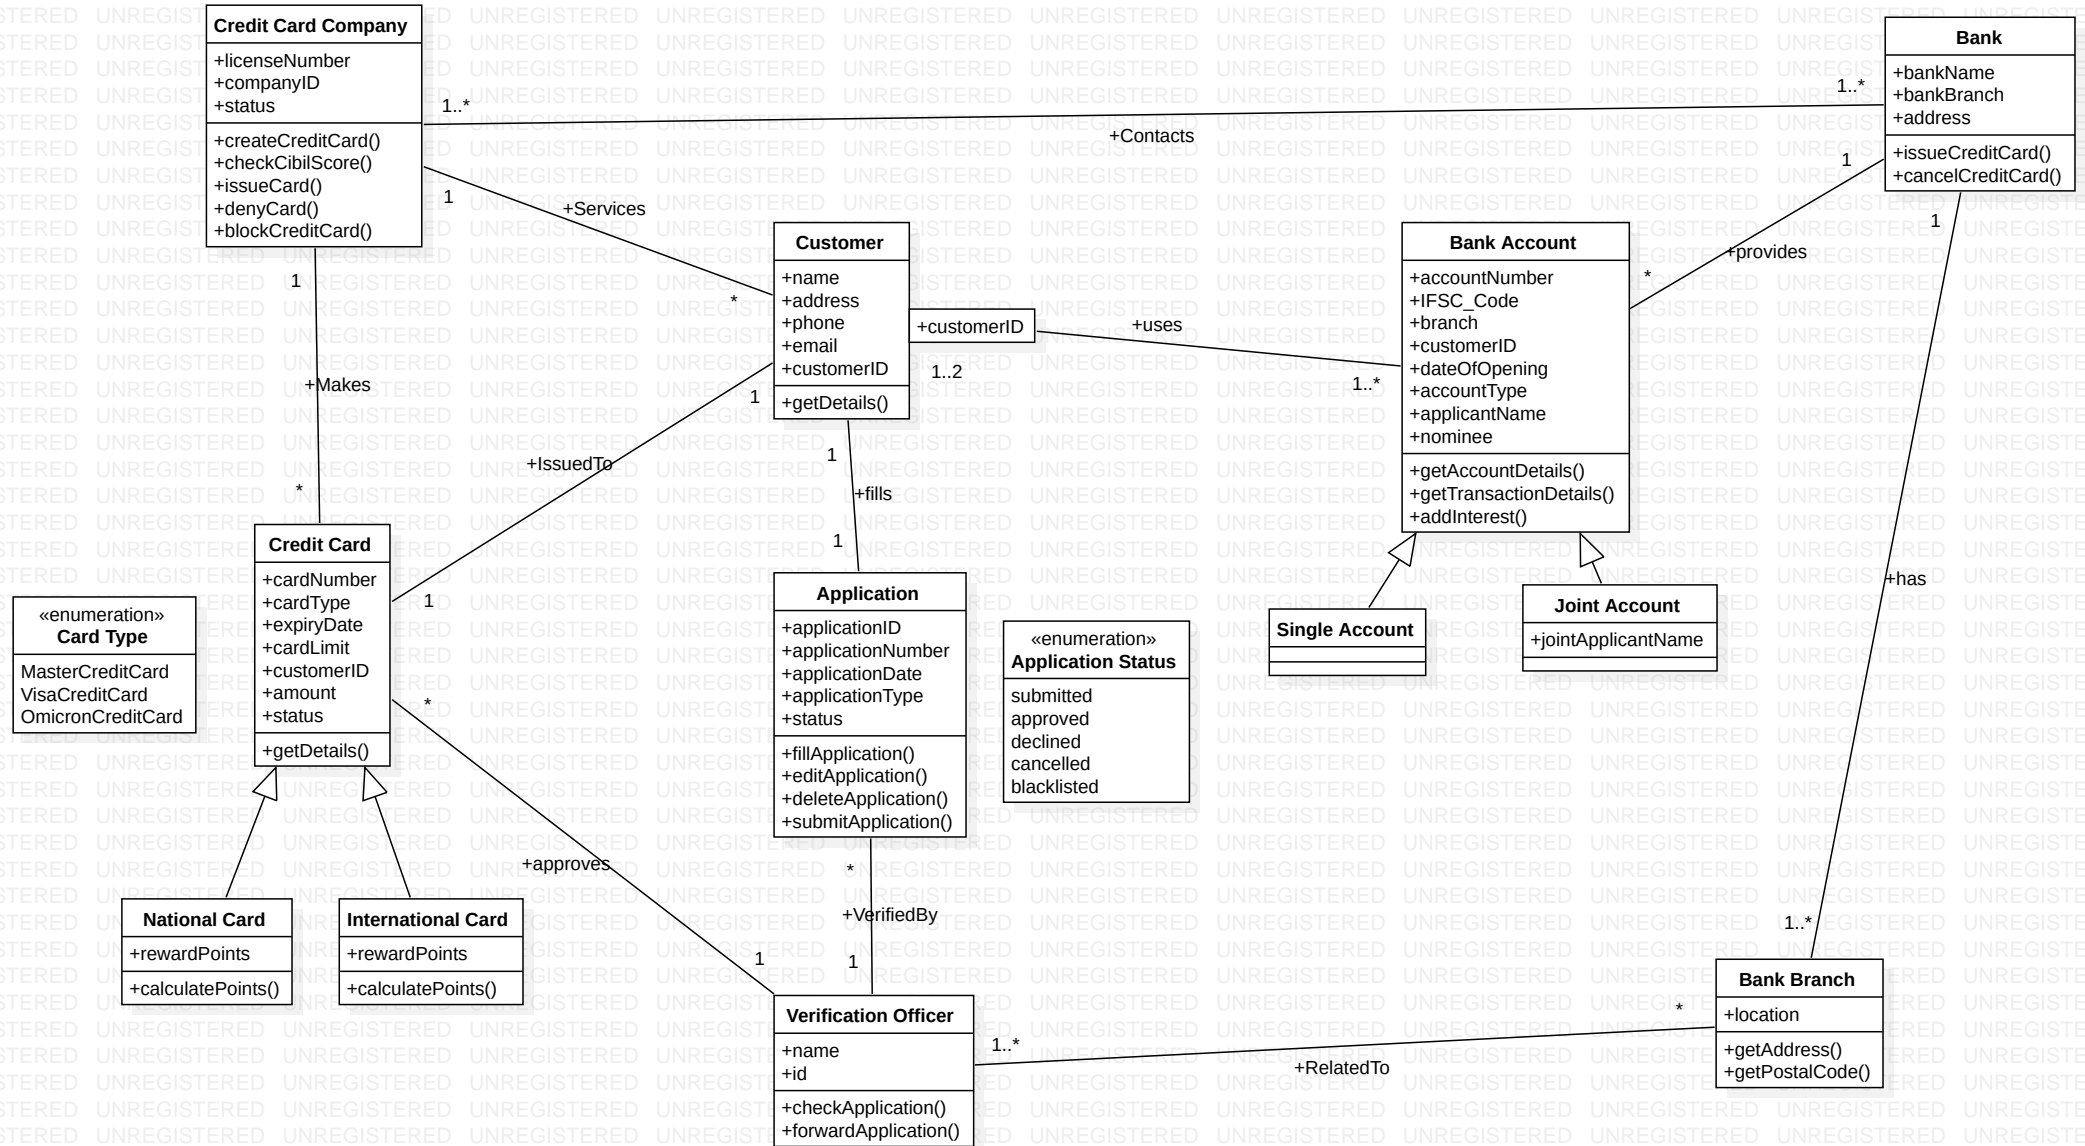 Credit Card Company
+licenseNumber
+companyID
+status
+createCreditCard()
+checkCibilScore()
+issueCard()
+denyCard()
+blockCreditCard()
Bank
+bankName
+bankBranch
+address
+issueCreditCard()
+cancelCreditCard()
1..*
1..*
+Contacts
1
+Services
*
1
+provides
*
1
+has
1..*
Customer
+name
+address
+phone
+email
+customerID
+getDetails()
+customerID
1..2
+uses
1..*
Bank Account
+accountNumber
+IFSC_Code
+branch
+customerID
+dateOfOpening
+accountType
+applicantName
+nominee
+getAccountDetails()
+getTransactionDetails()
+addInterest()
1
+Makes
*
1
+IssuedTo
1
1
+fills
1
Credit Card
+cardNumber
+cardType
+expiryDate
+cardLimit
+customerID
+amount
+status
+getDetails()
«enumeration»
Card Type
MasterCreditCard
VisaCreditCard
OmicronCreditCard
Application
+applicationID
+applicationNumber
+applicationDate
+applicationType
+status
+fillApplication()
+editApplication()
+deleteApplication()
+submitApplication()
«enumeration»
Application Status
submitted
approved
declined
cancelled
blacklisted
Single Account
Joint Account
+jointApplicantName
*
+approves
1
*
+VerifiedBy
1
National Card
+rewardPoints
+calculatePoints()
International Card
+rewardPoints
+calculatePoints()
Verification Officer
+name
+id
+checkApplication()
+forwardApplication()
1..*
+RelatedTo
*
Bank Branch
+location
+getAddress()
+getPostalCode()
UNREGISTERED